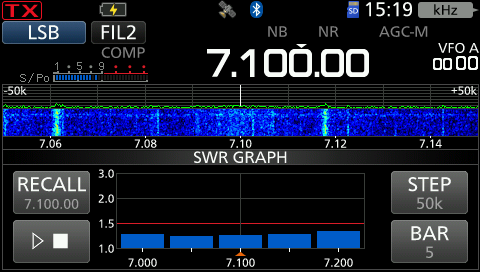 TX SD 15:19 kHz
LSB FIL2 NB NR AGC-M
COMP
7.100.00
VFO A
00 00
1 5 9
S/Po
-50k +50k
7.06 7.08 7.10 7.12 7.14
SWR GRAPH
RECALL
7.100.00
STEP
50k
BAR
5
3.0
2.0
1.5
1.0
7.000 7.100 7.200